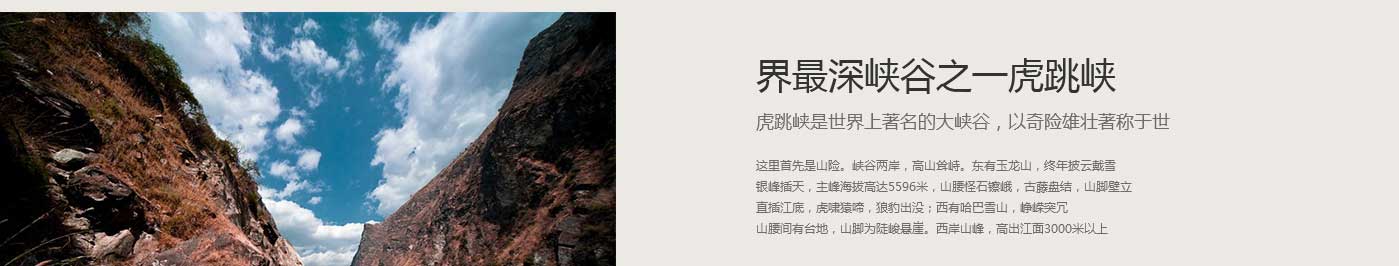 界最深峡谷之一虎跳峡
虎跳峡是世界上著名的大峡谷，以奇险雄壮著称于世
这里首先是山险。峡谷两岸，高山耸峙。东有玉龙山，终年披云戴雪
银峰插天，主峰海拔高达5596米，山腰怪石嶙峨，古藤盘结，山脚壁立
直插江底，虎啸猿啼，狼豹出没；西有哈巴雪山，峥嵘突兀
山腰间有台地，山脚为陡峻悬崖。西岸山峰，高出江面3000米以上